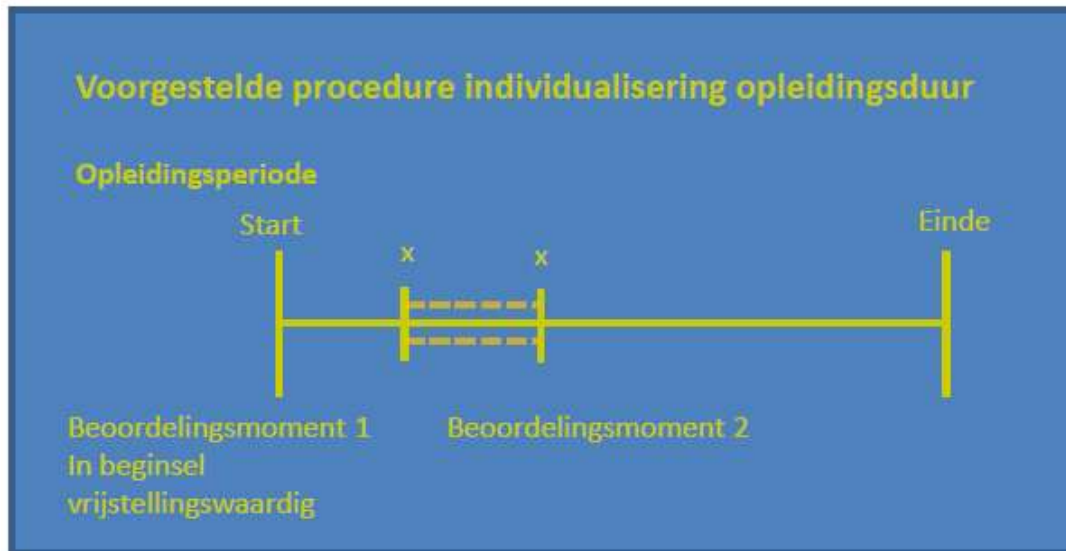 Voorgestelde procedure individualisering opleidingsduur
Opleidingsperiode
Start
Einde
x
x
Beoordelingsmoment 1
Beoordelingsmoment 2
In beginsel
vrijstellingswaardig